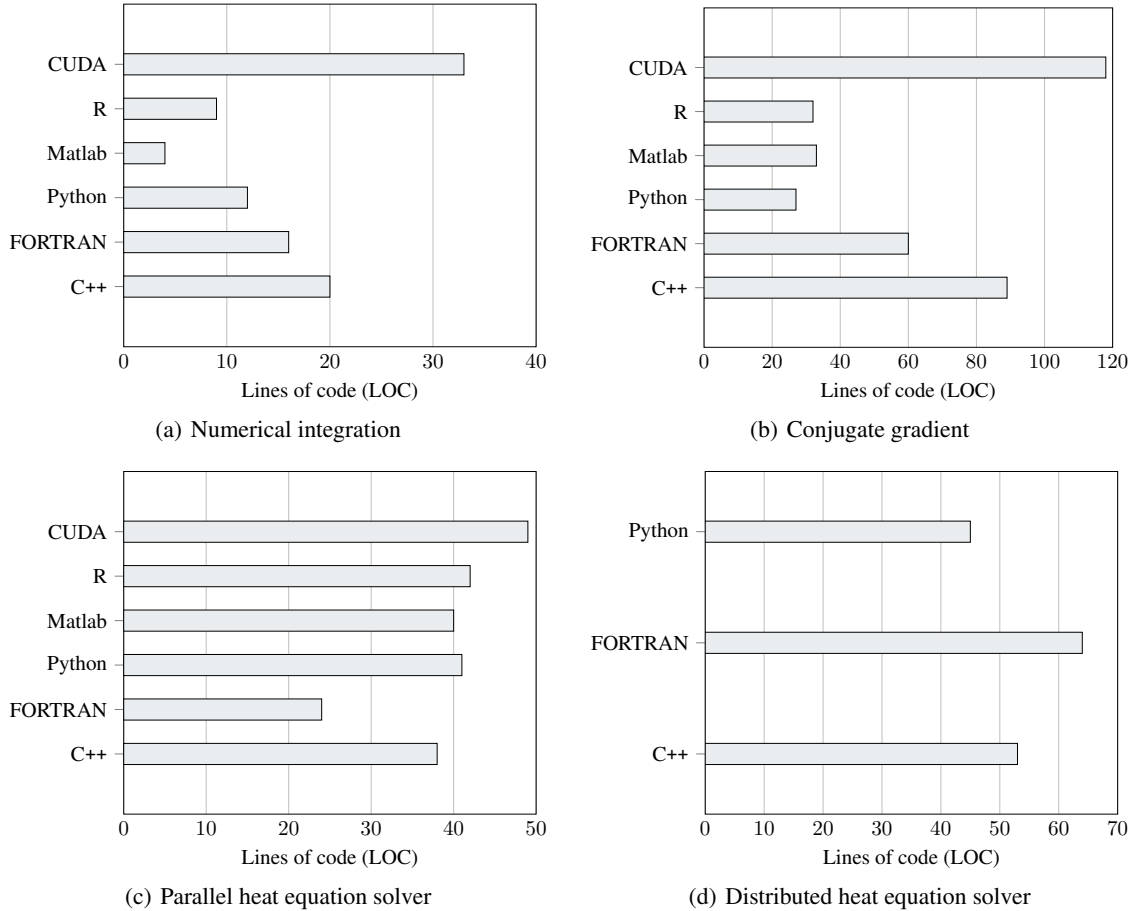 CUDA
R
Matlab
Python
FORTRAN
C++
0 10 20 30 40
Lines of code (LOC)
(a) Numerical integration
CUDA
R
Matlab
Python
FORTRAN
C++
0 20 40 60 80 100 120
Lines of code (LOC)
(b) Conjugate gradient
CUDA
R
Matlab
Python
FORTRAN
C++
0 10 20 30 40 50
Lines of code (LOC)
(c) Parallel heat equation solver
Python
FORTRAN
C++
0 10 20 30 40 50 60 70
Lines of code (LOC)
(d) Distributed heat equation solver